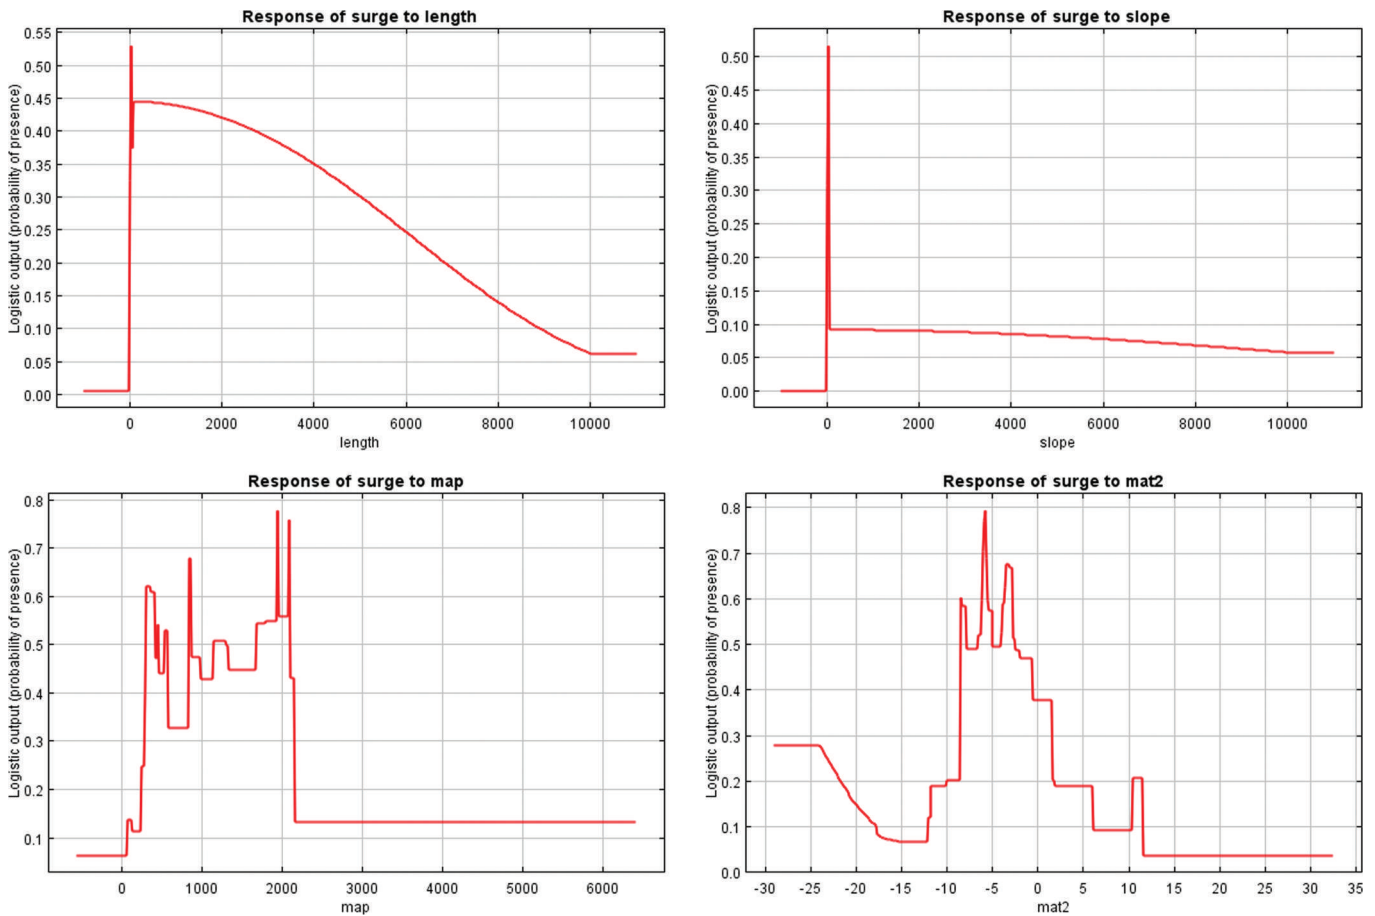 Response of surge to length
Logistic output (probability of presence)
0.55
0.50
0.45
0.40
0.35
0.30
0.25
0.20
0.15
0.10
0.05
0.00
0 2000 4000 6000 8000 10000
length
Response of surge to slope
Logistic output (probability of presence)
0.50
0.45
0.40
0.35
0.30
0.25
0.20
0.15
0.10
0.05
0.00
0 2000 4000 6000 8000 10000
slope
Response of surge to map
Logistic output (probability of presence)
0.8
0.7
0.6
0.5
0.4
0.3
0.2
0.1
0 1000 2000 3000 4000 5000 6000
map
Response of surge to mat2
Logistic output (probability of presence)
0.8
0.7
0.6
0.5
0.4
0.3
0.2
0.1
0.0
-30 -25 -20 -15 -10 -5 0 5 10 15 20 25 30 35
mat2